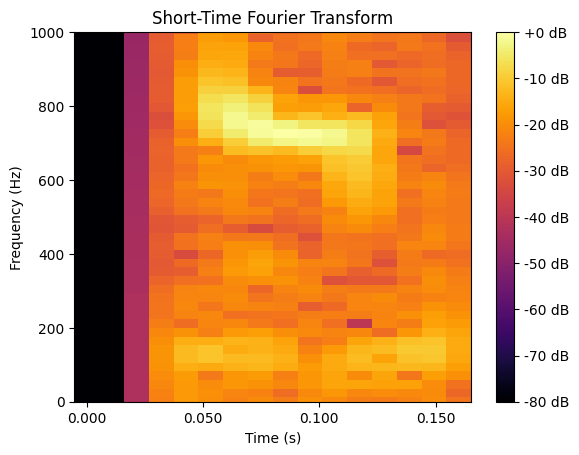 Short-Time Fourier Transform
1000
800
600
400
200
0
Frequency (Hz)
0.000
0.050
0.100
0.150
Time (s)
+0 dB
-10 dB
-20 dB
-30 dB
-40 dB
-50 dB
-60 dB
-70 dB
-80 dB